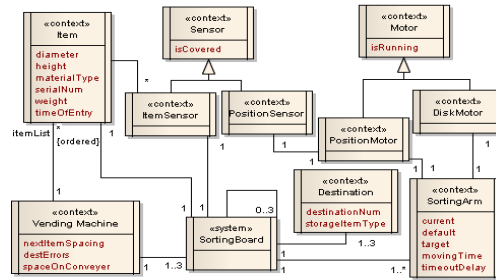 «context»
Item
diameter
height
materialType
serialNum
weight
timeOfEntry
«context»
Sensor
isCovered
«context»
Motor
isRunning
*
«context»
ItemSensor
«context»
PositionSensor
«context»
PositionMotor
«context»
DiskMotor
itemList
*
{ordered}
1
1
1
1
1
1
«context»
Destination
destinationNum
storageItemType
«context»
SortingArm
current
default
target
movingTime
timeoutDelay
1
1
1
1
1
0..3
«context»
Vending Machine
nextItemSpacing
destErrors
spaceOnConveyer
«system»
SortingBoard
1
1..3
1
1..3
1
1..*